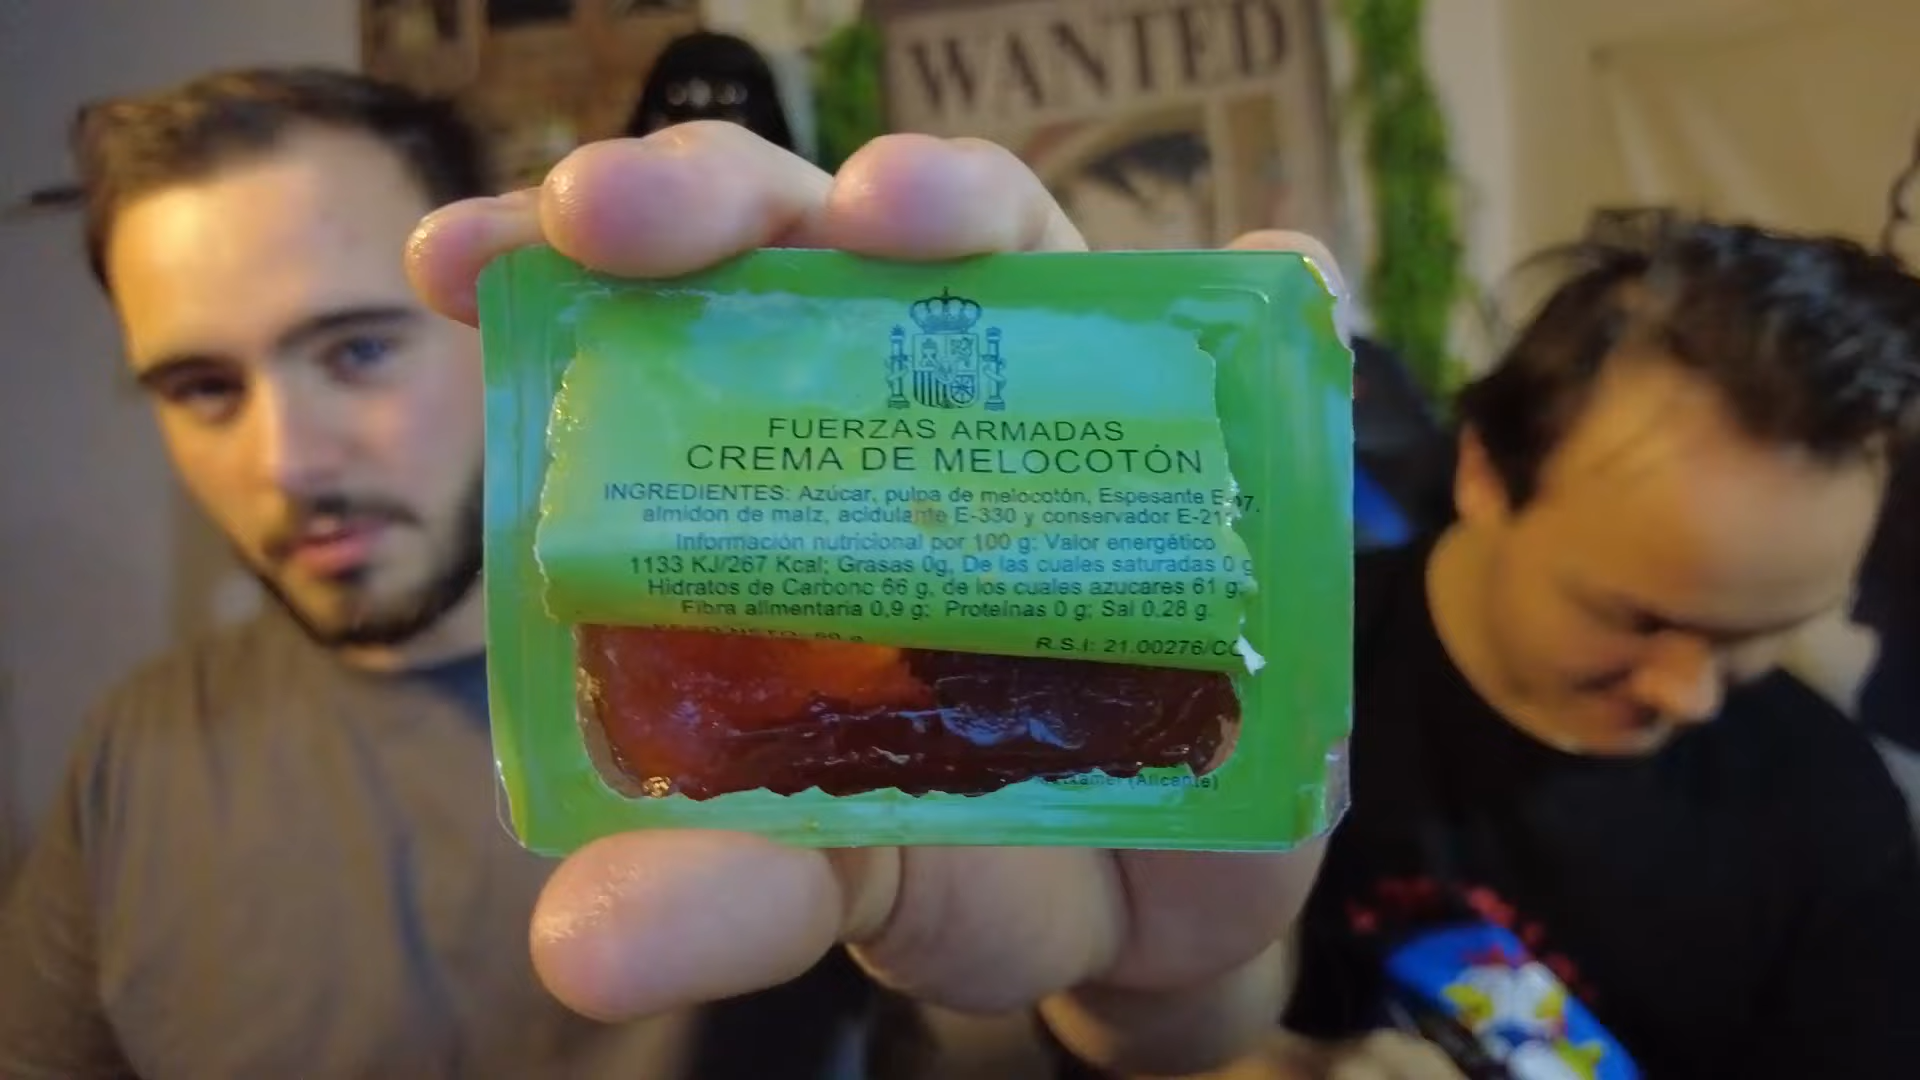 WANTED
FUERZAS ARMADAS
CREMA DE MELOCOTÓN
INGREDIENTES: Azúcar, pulpa de melocotón, Espesante
almidon de maíz, acidulante E-330 y conservador
Información nutricional por 100 g: Valor energético
1133 KJ/267 Kcal; Grasas 0g, De las cuales saturadas 0 g
Hidratos de Carbono 66 g, de los cuales azucares 61 g,
Fibra alimentaria 0,9 g; Proteínas 0 g; Sal 0,28 g.
R.S.I: 21.00276/
(Alicante)